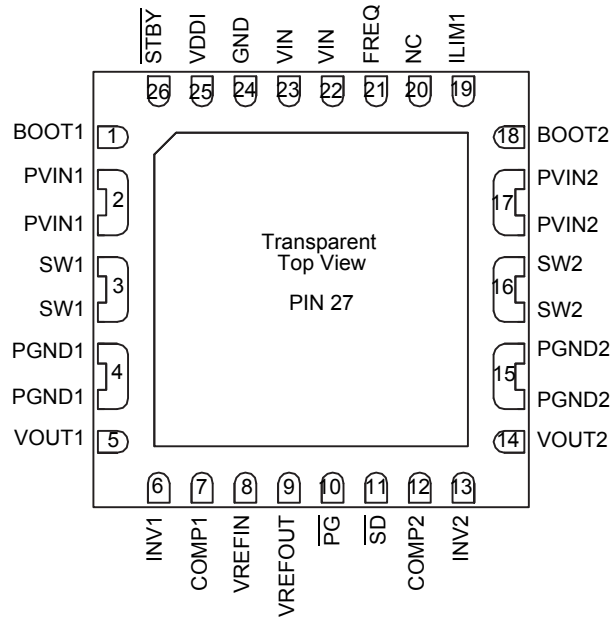 STBY
VDDI
GND
VIN
VIN
FREQ
NC
ILIM1
26
25
24
23
22
21
20
19
BOOT1
1
18
BOOT2
PVIN1
2
PVIN1
PVIN2
17
PVIN2
SW1
3
SW1
SW2
16
SW2
Transparent
Top View
PIN 27
PGND1
4
PGND1
PGND2
15
PGND2
VOUT1
5
14
VOUT2
6
7
8
9
10
11
12
13
INV1
COMP1
VREFIN
VREFOUT
PG
SD
COMP2
INV2